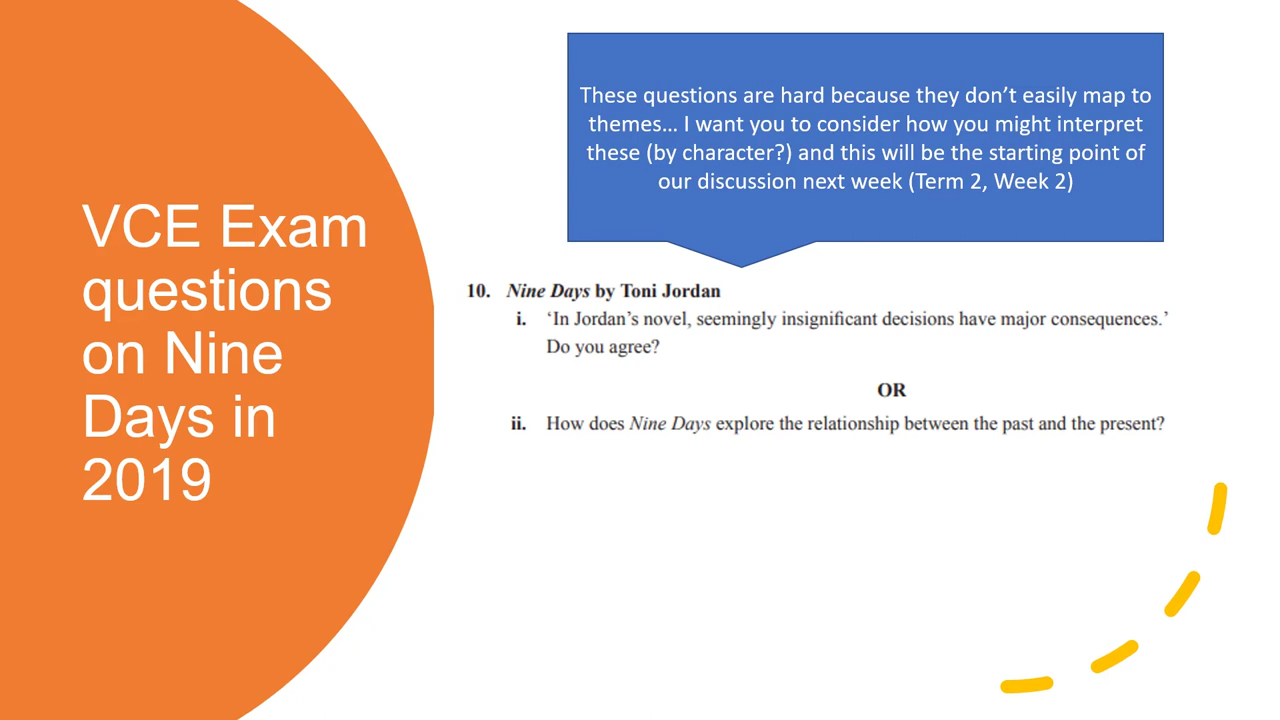 VCE Exam
questions
on Nine
Days in
2019
These questions are hard because they don’t easily map to
themes… I want you to consider how you might interpret
these (by character?) and this will be the starting point of
our discussion next week (Term 2, Week 2)
10. Nine Days by Toni Jordan
i. ‘In Jordan’s novel, seemingly insignificant decisions have major consequences.’
Do you agree?
OR
ii. How does Nine Days explore the relationship between the past and the present?